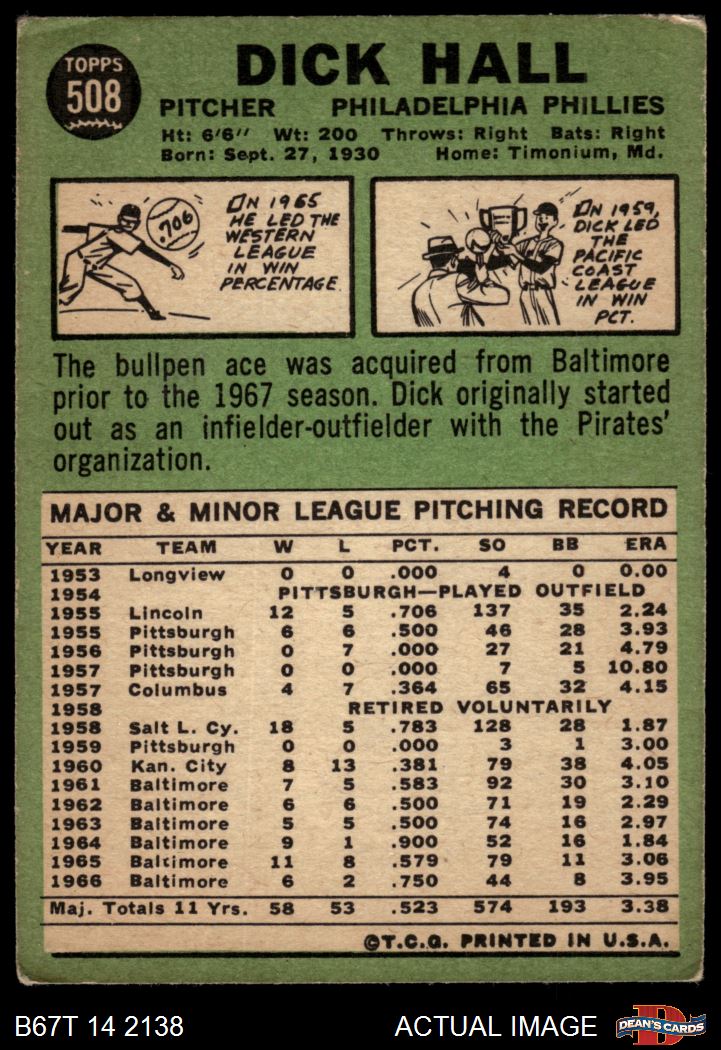 TOPPS
508
DICK HALL
PITCHER PHILADELPHIA PHILLIES
Ht: 6'6" Wt: 200 Throws: Right Bats: Right
Born: Sept. 27, 1930 Home: Timonium, Md.
.706
ON 1965
HE LED THE
WESTERN
LEAGUE
IN WIN
PERCENTAGE.
ON 1959,
DICK LED
THE
PACIFIC
COAST
LEAGUE
IN WIN
PCT.
The bullpen ace was acquired from Baltimore
prior to the 1967 season. Dick originally started
out as an infielder-outfielder with the Pirates'
organization.
MAJOR & MINOR LEAGUE PITCHING RECORD
YEAR TEAM W L PCT. SO BB ERA
1953 Longview 0 0 .000 4 0 0.00
1954 PITTSBURGH—PLAYED OUTFIELD
1955 Lincoln 12 5 .706 137 35 2.24
1955 Pittsburgh 6 6 .500 46 28 3.93
1956 Pittsburgh 0 7 .000 27 21 4.79
1957 Pittsburgh 0 0 .000 7 5 10.80
1957 Columbus 4 7 .364 65 32 4.15
1958 RETIRED VOLUNTARILY
1958 Salt L. Cy. 18 5 .783 128 28 1.87
1959 Pittsburgh 0 0 .000 3 1 3.00
1960 Kan. City 8 13 .381 79 38 4.05
1961 Baltimore 7 5 .583 92 30 3.10
1962 Baltimore 6 6 .500 71 19 2.29
1963 Baltimore 5 5 .500 74 16 2.97
1964 Baltimore 9 1 .900 52 16 1.84
1965 Baltimore 11 8 .579 79 11 3.06
1966 Baltimore 6 2 .750 44 8 3.95
Maj. Totals 11 Yrs. 58 53 .523 574 193 3.38
©T.C.G. PRINTED IN U.S.A.
B67T 14 2138 ACTUAL IMAGE
D
DEAN'S CARDS